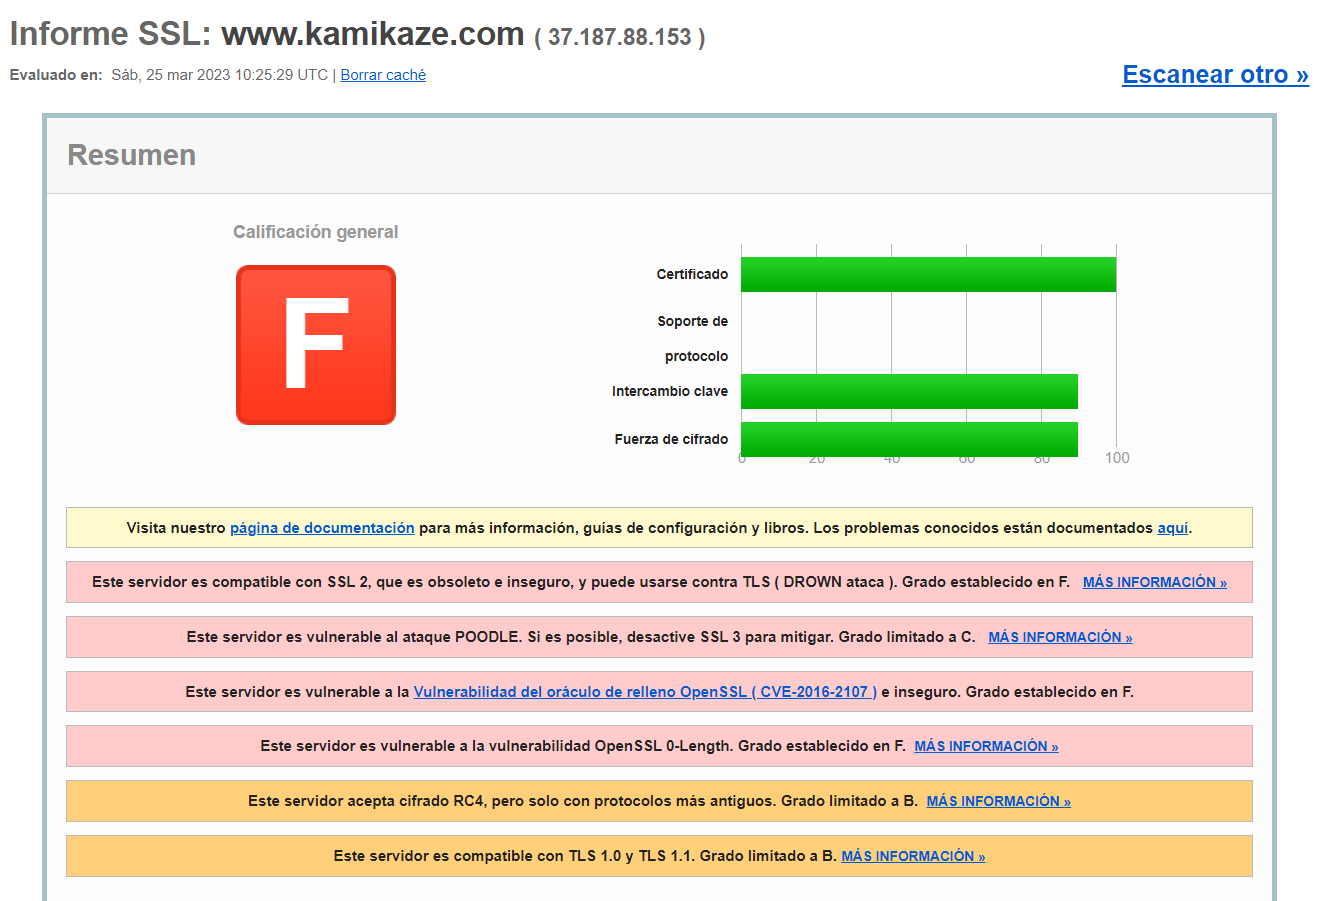 Informe SSL: www.kamikaze.com ( 37.187.88.153 )
Evaluado en: Sáb, 25 mar 2023 10:25:29 UTC | Borrar caché
Escanear otro »
Resumen
Calificación general
F
Certificado
Soporte de
protocolo
Intercambio clave
Fuerza de cifrado
0 20 40 60 80 100
Visita nuestro página de documentación para más información, guías de configuración y libros. Los problemas conocidos están documentados aquí.
Este servidor es compatible con SSL 2, que es obsoleto e inseguro, y puede usarse contra TLS ( DROWN ataca ). Grado establecido en F. MÁS INFORMACIÓN »
Este servidor es vulnerable al ataque POODLE. Si es posible, desactive SSL 3 para mitigar. Grado limitado a C. MÁS INFORMACIÓN »
Este servidor es vulnerable a la Vulnerabilidad del oráculo de relleno OpenSSL ( CVE-2016-2107 ) e inseguro. Grado establecido en F.
Este servidor es vulnerable a la vulnerabilidad OpenSSL 0-Length. Grado establecido en F. MÁS INFORMACIÓN »
Este servidor acepta cifrado RC4, pero solo con protocolos más antiguos. Grado limitado a B. MÁS INFORMACIÓN »
Este servidor es compatible con TLS 1.0 y TLS 1.1. Grado limitado a B. MÁS INFORMACIÓN »